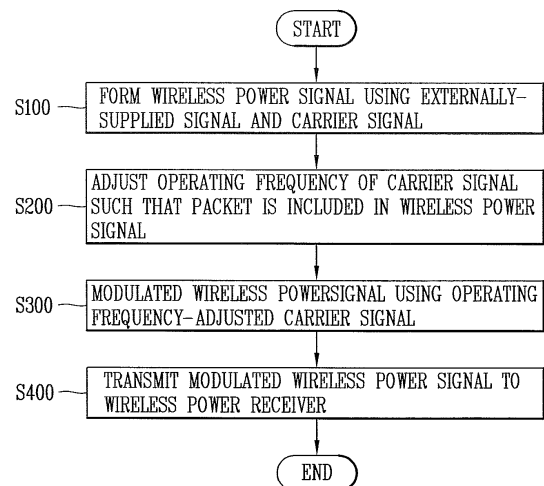 START
S100
FORM WIRELESS POWER SIGNAL USING EXTERNALLY-
SUPPLIED SIGNAL AND CARRIER SIGNAL
S200
ADJUST OPERATING FREQUENCY OF CARRIER SIGNAL
SUCH THAT PACKET IS INCLUDED IN WIRELESS POWER
SIGNAL
S300
MODULATED WIRELESS POWERSIGNAL USING OPERATING
FREQUENCY-ADJUSTED CARRIER SIGNAL
S400
TRANSMIT MODULATED WIRELESS POWER SIGNAL TO
WIRELESS POWER RECEIVER
END